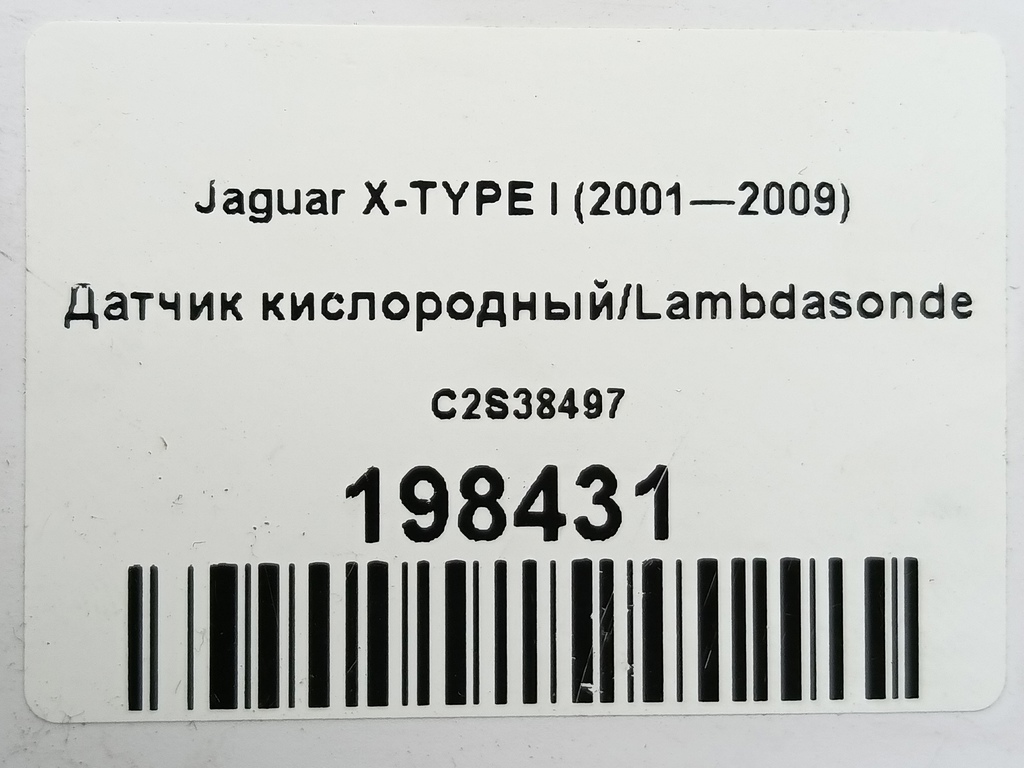 Jaguar X-TYPE I (2001—2009)
Датчик кислородный/Lambdasonde
C2S38497
198431